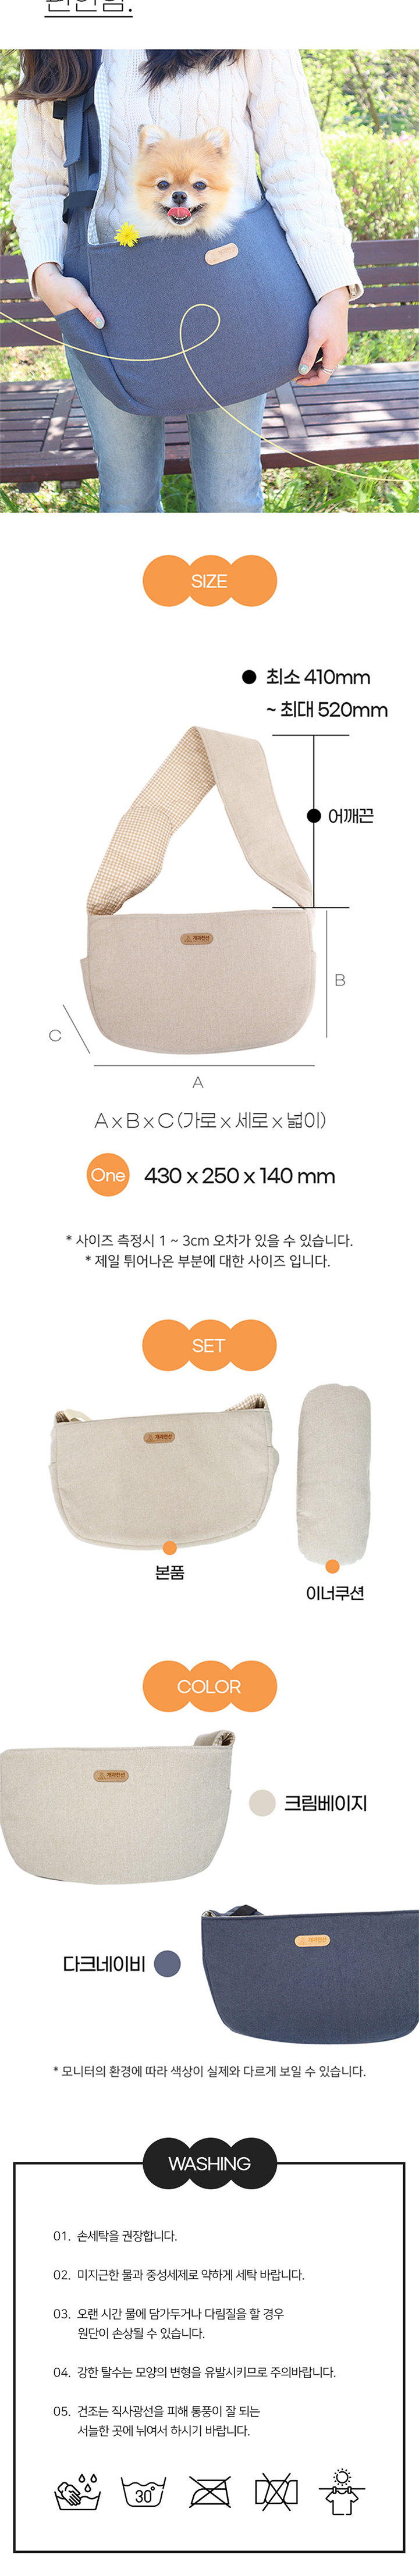 편안함.
SIZE
최소 410mm
~ 최대 520mm
어깨끈
B
C
A
A x B x C (가로 x 세로 x 넓이)
One 430 x 250 x 140 mm
* 사이즈 측정시 1 ~ 3cm 오차가 있을 수 있습니다.
* 제일 튀어나온 부분에 대한 사이즈 입니다.
SET
본품
이너쿠션
COLOR
크림베이지
다크네이비
* 모니터의 환경에 따라 색상이 실제와 다르게 보일 수 있습니다.
WASHING
01. 손세탁을 권장합니다.
02. 미지근한 물과 중성세제로 약하게 세탁 바랍니다.
03. 오랜 시간 물에 담가두거나 다림질을 할 경우
원단이 손상될 수 있습니다.
04. 강한 탈수는 모양의 변형을 유발시키므로 주의바랍니다.
05. 건조는 직사광선을 피해 통풍이 잘 되는
서늘한 곳에 뉘여서 하시기 바랍니다.
30°